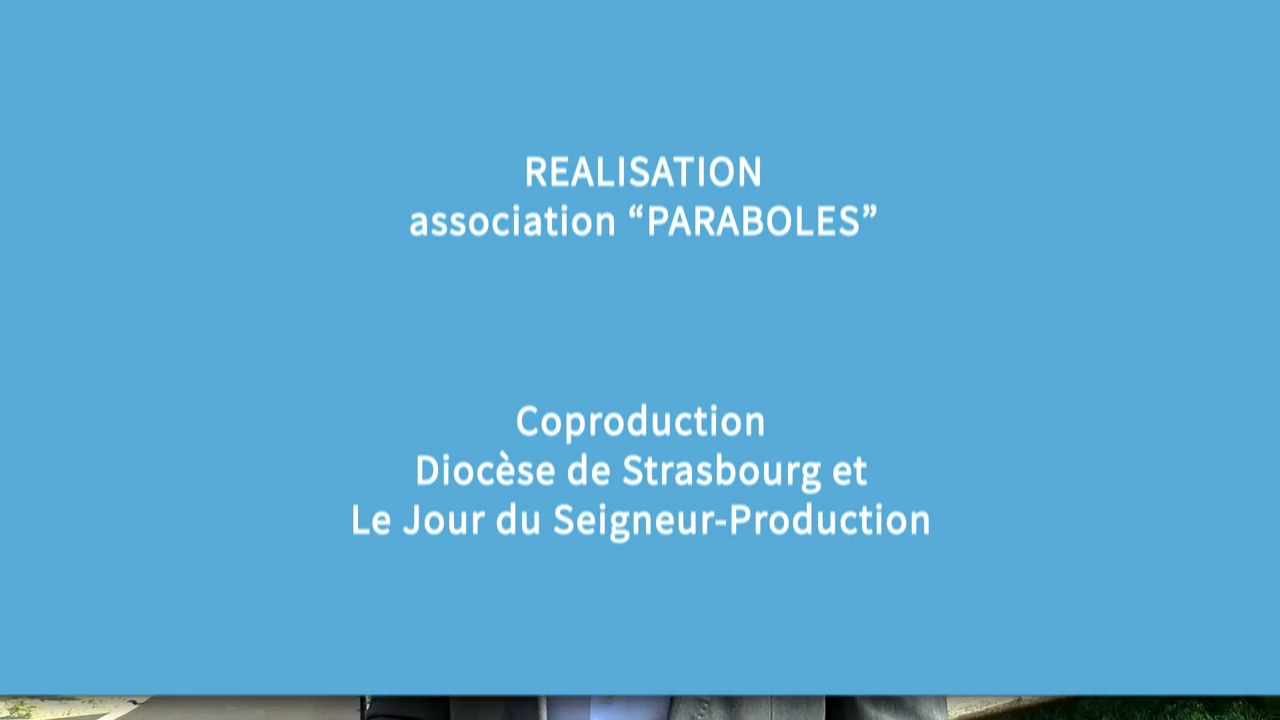 REALISATION
association “PARABOLES”
Coproduction
Diocèse de Strasbourg et
Le Jour du Seigneur-Production